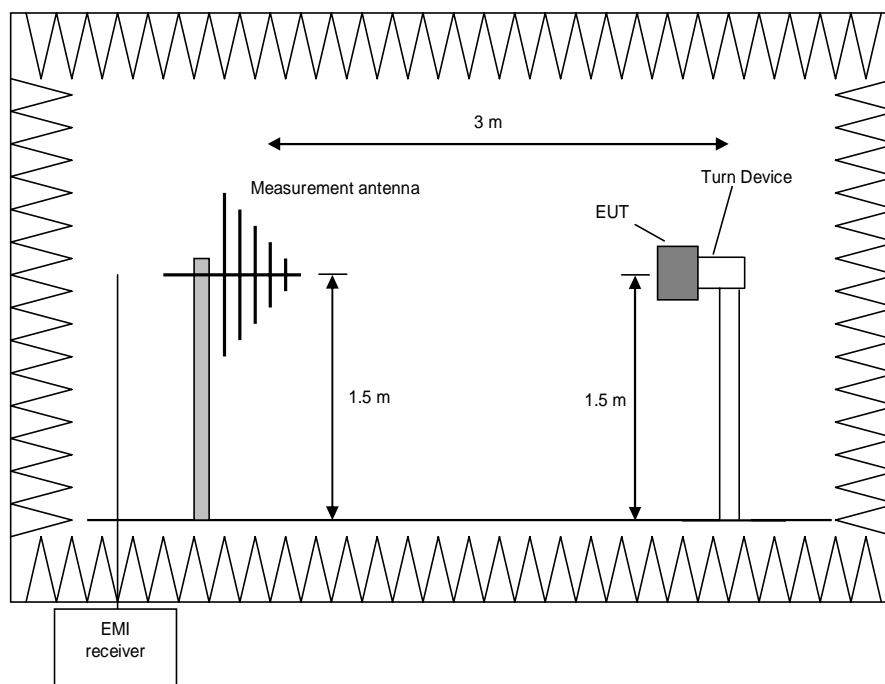 3 m
Measurement antenna
Turn Device
EUT
1.5 m
1.5 m
EMI
receiver